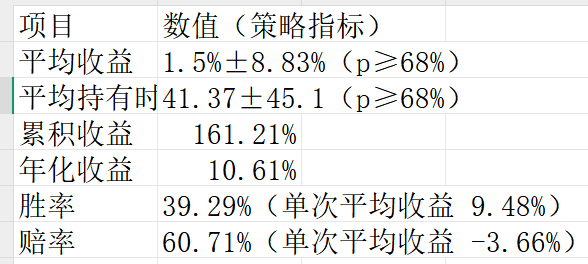 项目 数值（策略指标）
平均收益 1.5%±8.83%（p≥68%）
平均持有时 41.37±45.1（p≥68%）
累积收益 161.21%
年化收益 10.61%
胜率 39.29%（单次平均收益 9.48%）
赔率 60.71%（单次平均收益 -3.66%）